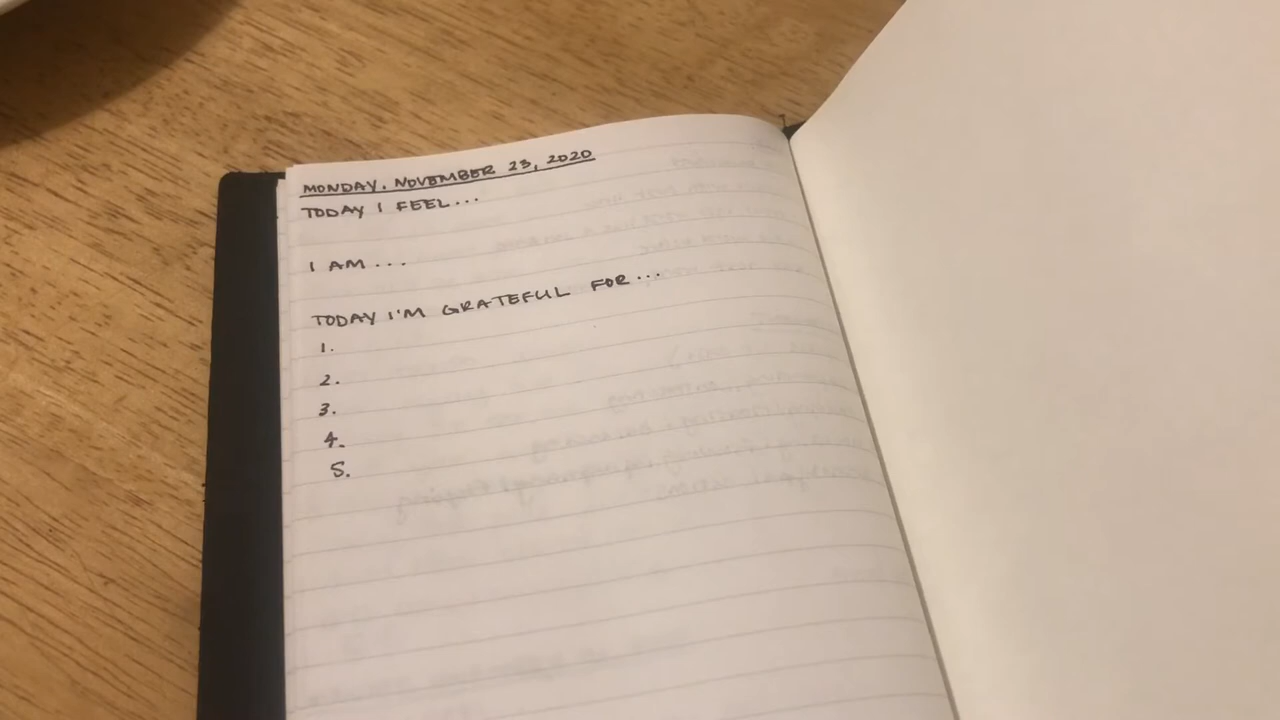 MONDAY. NOVEMBER 23, 2020
TODAY I FEEL...
I AM...
TODAY I'M GRATEFUL FOR...
1.
2.
3.
4.
5.